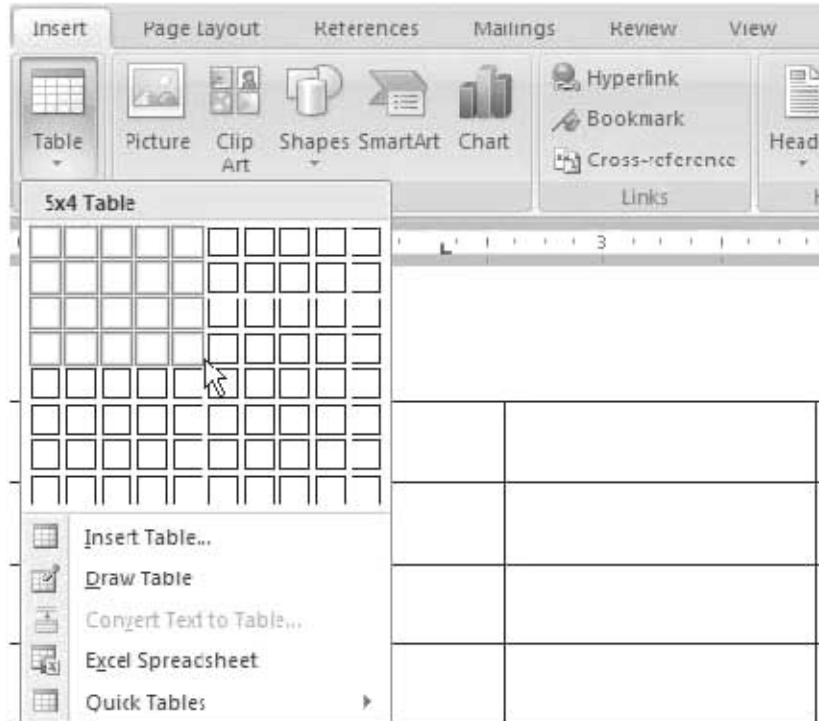 Insert Page Layout References Mailings Review View
Hyperlink
Bookmark
Table Picture Clip Art Shapes SmartArt Chart
Cross-reference
Head
Links
5x4 Table
3
Insert Table...
Draw Table
Convert Text to Table...
Excel Spreadsheet
Quick Tables